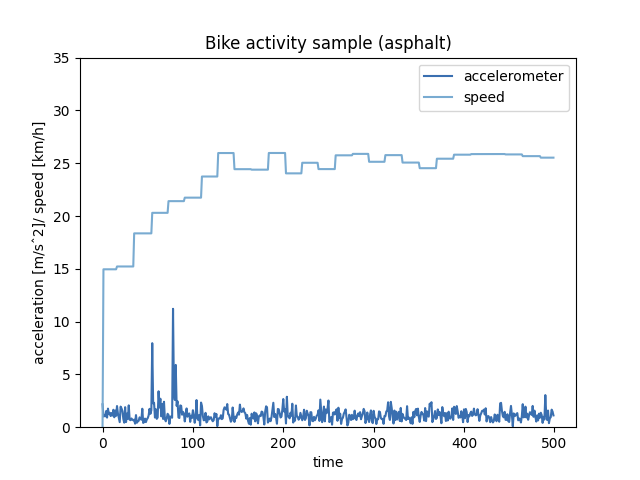 Bike activity sample (asphalt)
35
30
25
20
15
10
5
0
acceleration [m/sˆ2]/ speed [km/h]
accelerometer
speed
0 100 200 300 400 500
time